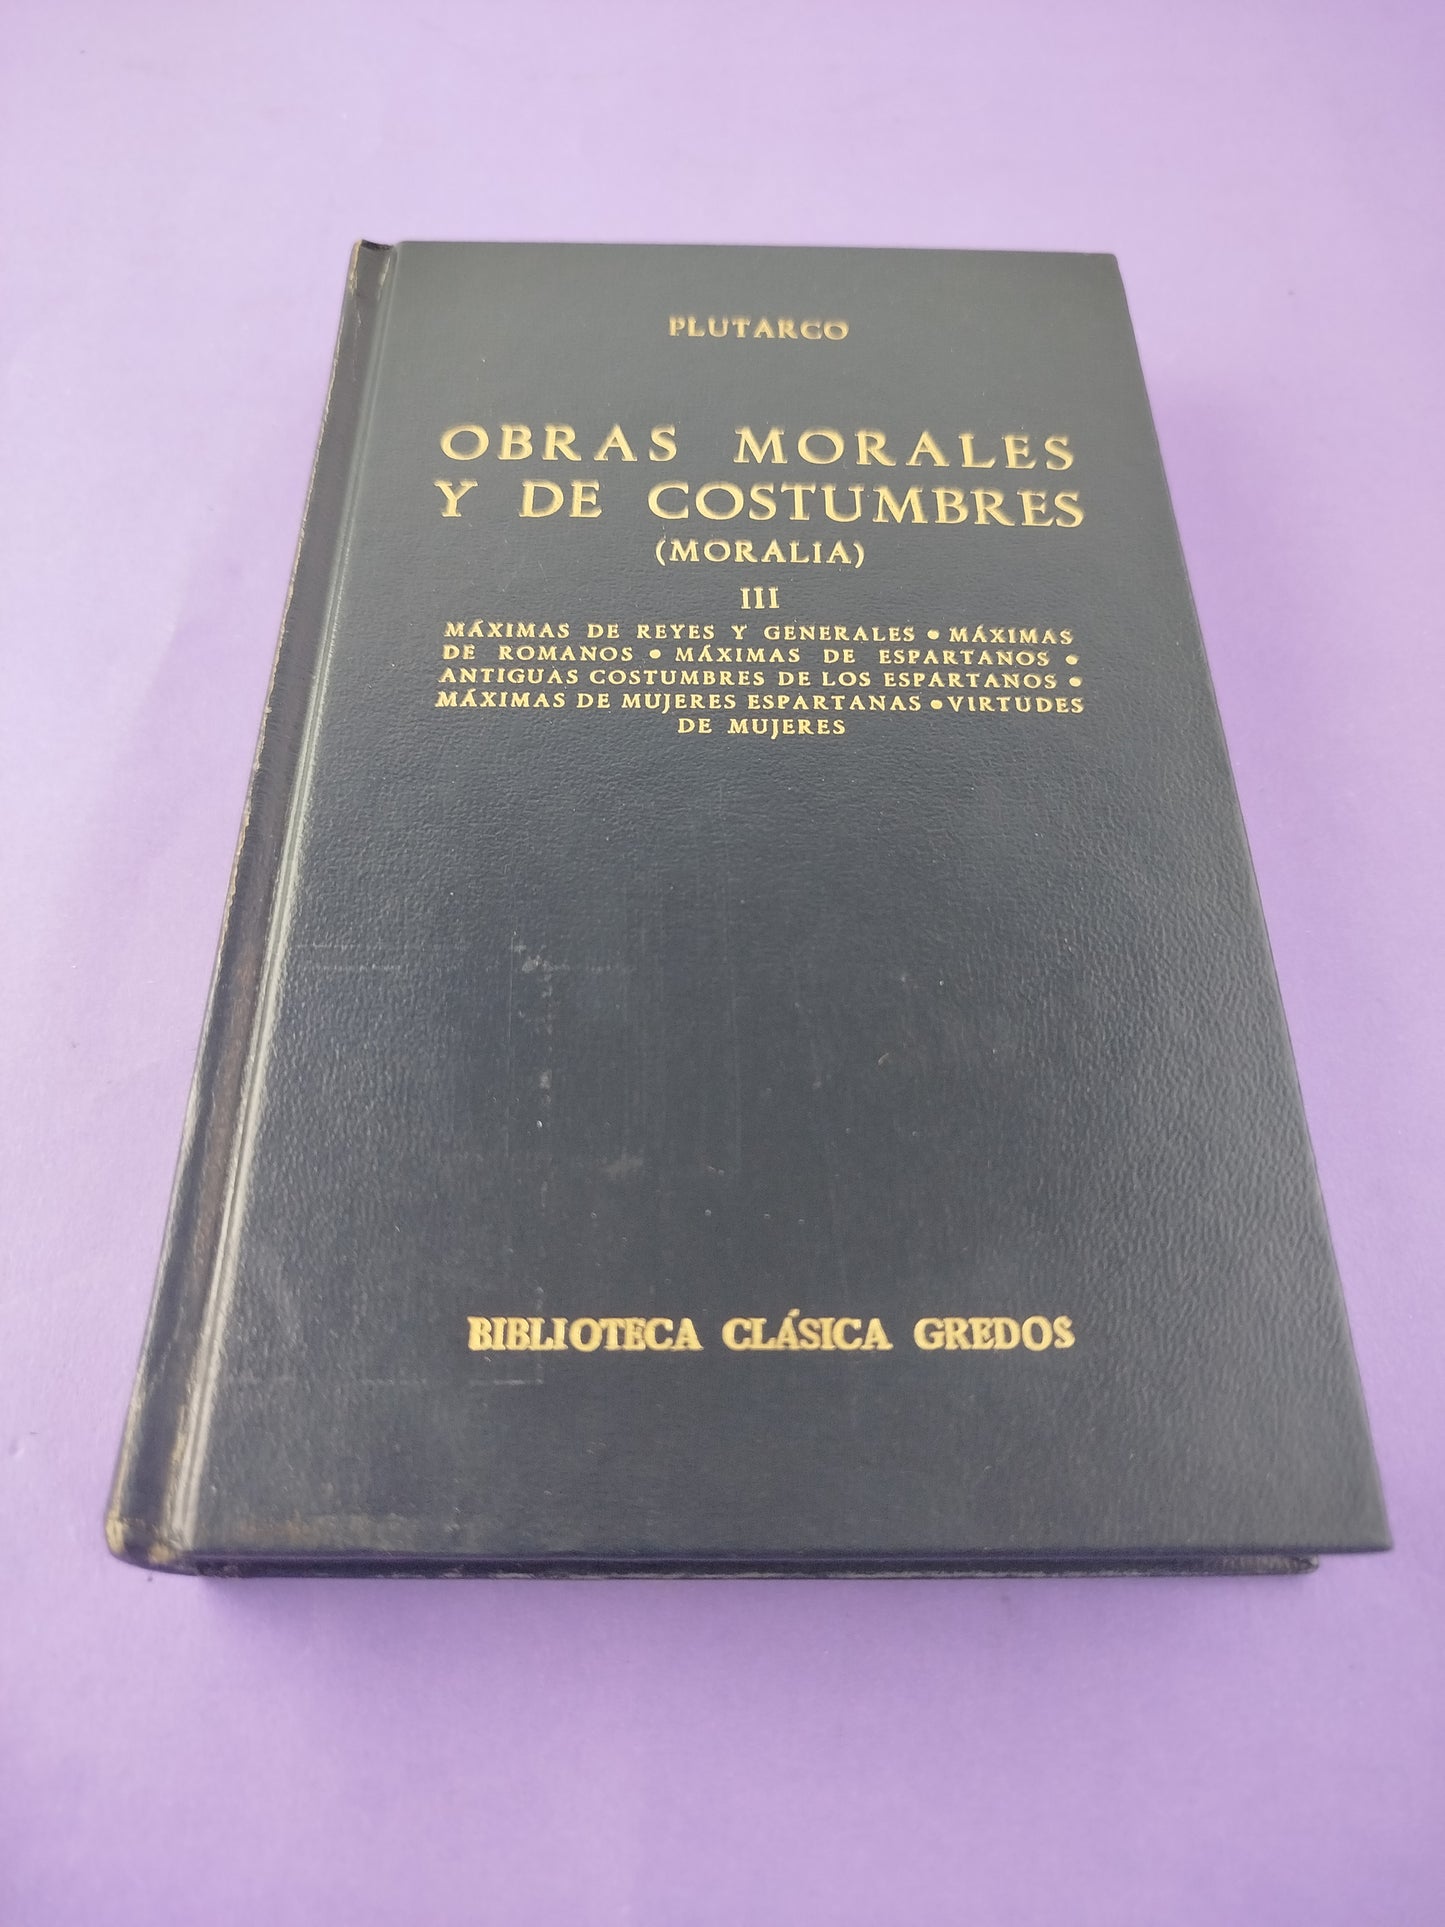 PLUTARCO
OBRAS MORALES
Y DE COSTUMBRES
(MORALIA)
III
MÁXIMAS DE REYES Y GENERALES • MÁXIMAS
DE ROMANOS • MÁXIMAS DE ESPARTANOS •
ANTIGUAS COSTUMBRES DE LOS ESPARTANOS •
MÁXIMAS DE MUJERES ESPARTANAS • VIRTUDES
DE MUJERES
BIBLIOTECA CLÁSICA GREDOS